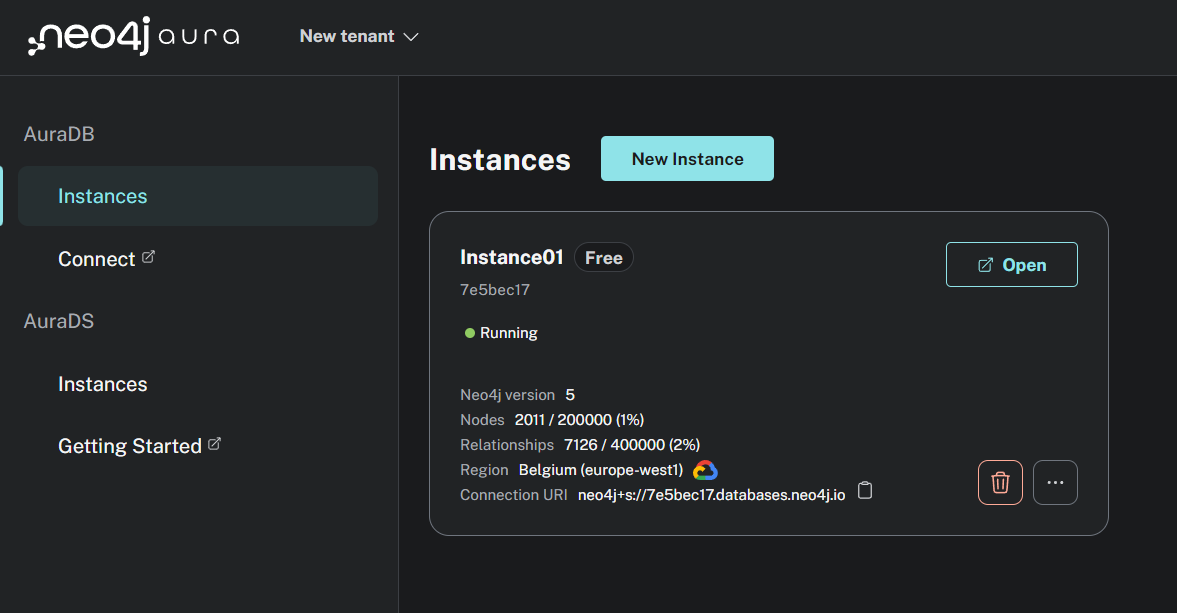 neo4j aura
New tenant
AuraDB
Instances
Connect
AuraDS
Instances
Getting Started
Instances
New Instance
Instance01 Free
Open
7e5bec17
Running
Neo4j version 5
Nodes 2011 / 200000 (1%)
Relationships 7126 / 400000 (2%)
Region Belgium (europe-west1)
Connection URI neo4j+s://7e5bec17.databases.neo4j.io